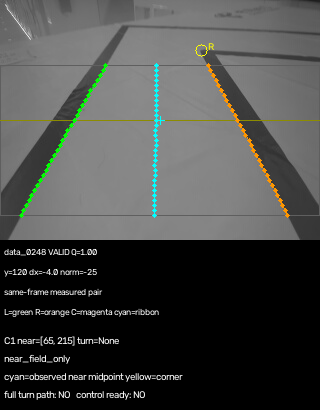 R
data_0248 VALID Q=1.00
y=120 dx=-4.0 norm=-25
same-frame measured pair
L=green R=orange C=magenta cyan=ribbon
C1 near=[65, 215] turn=None
near_field_only
cyan=observed near midpoint yellow=corner
full turn path: NO control ready: NO